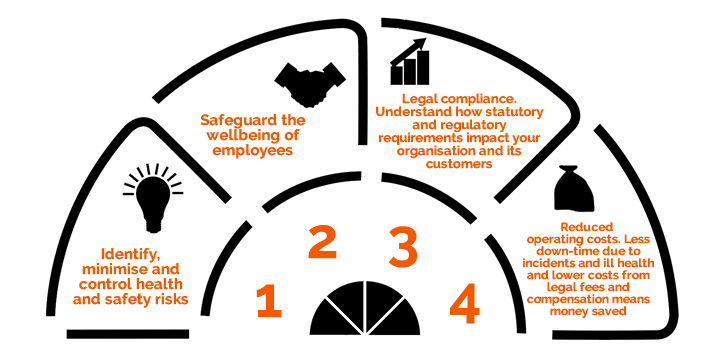 Identify,
minimise and
control health
and safety risks
Safeguard the
wellbeing of
employees
Legal compliance.
Understand how statutory
and regulatory
requirements impact your
organisation and its
customers
Reduced
operating costs. Less
down-time due to
incidents and ill health
and lower costs from
legal fees and
compensation means
money saved
1
2
3
4